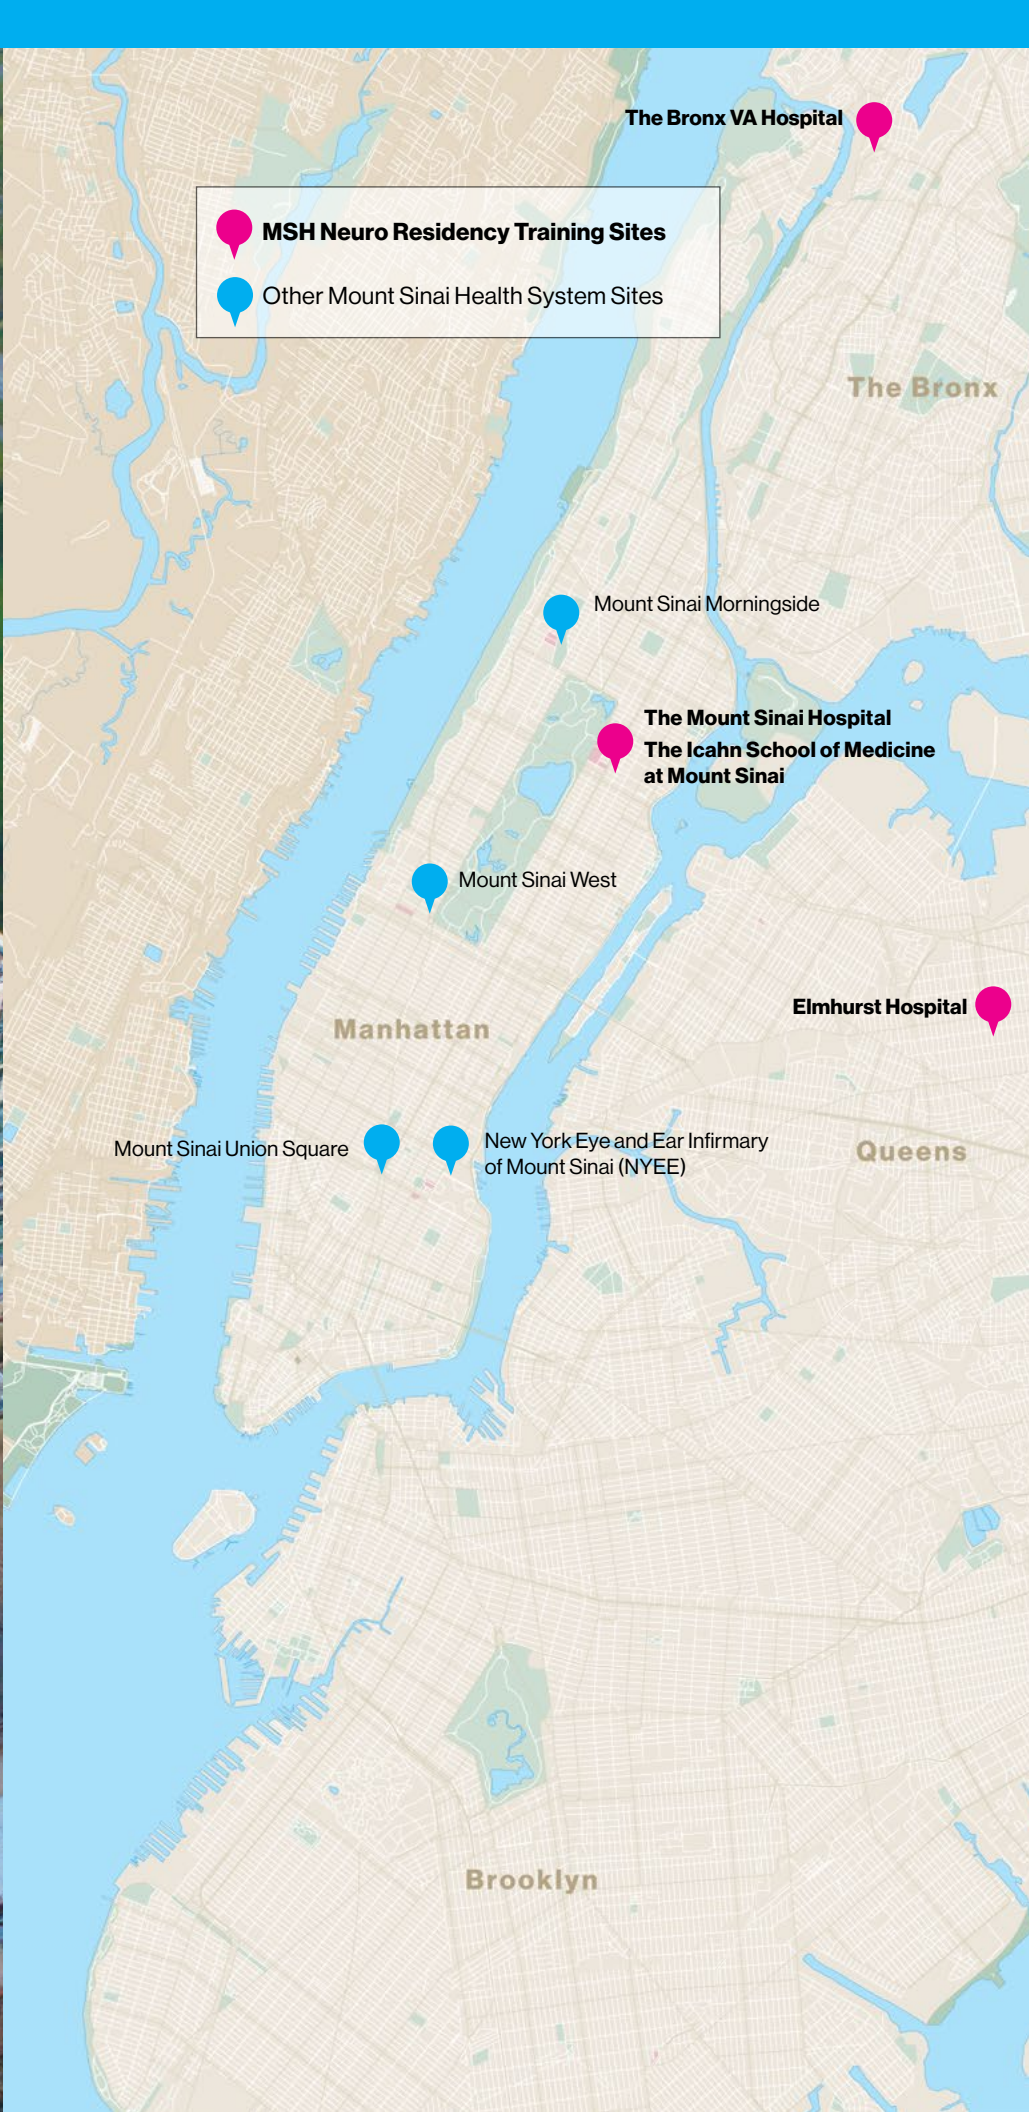 The Bronx VA Hospital
MSH Neuro Residency Training Sites
Other Mount Sinai Health System Sites
The Bronx
Mount Sinai Morningside
The Mount Sinai Hospital
The Icahn School of Medicine
at Mount Sinai
Mount Sinai West
Elmhurst Hospital
Manhattan
Mount Sinai Union Square
New York Eye and Ear Infirmary
of Mount Sinai (NYEE)
Queens
Brooklyn